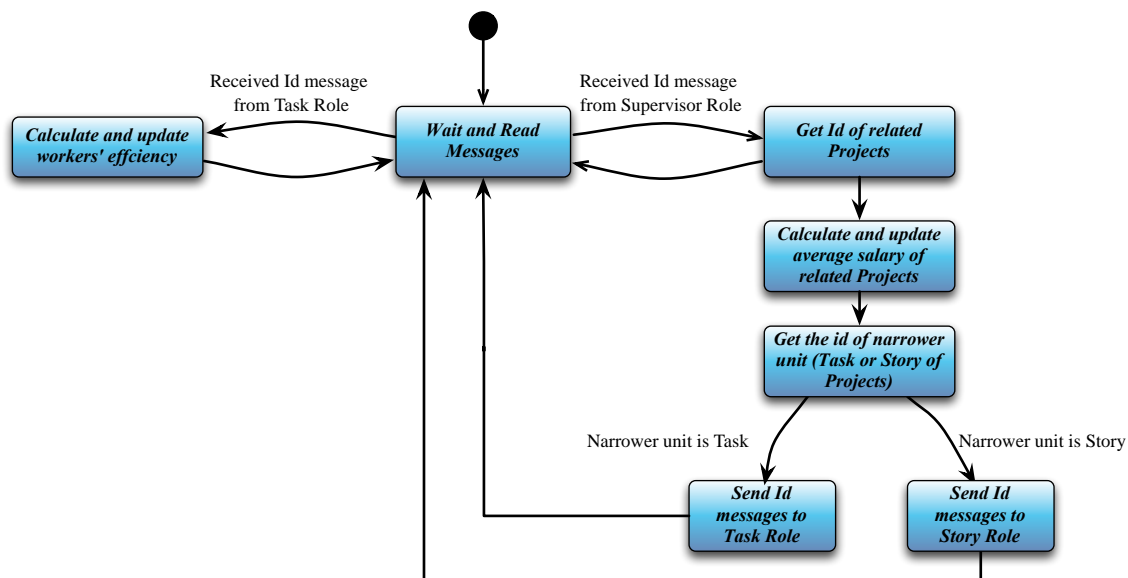 Received Id message
from Task Role
Received Id message
from Supervisor Role
Calculate and update
workers' effciency
Wait and Read
Messages
Get Id of related
Projects
Calculate and update
average salary of
related Projects
Get the id of narrower
unit (Task or Story of
Projects)
Narrower unit is Task
Narrower unit is Story
Send Id
messages to
Task Role
Send Id
messages to
Story Role